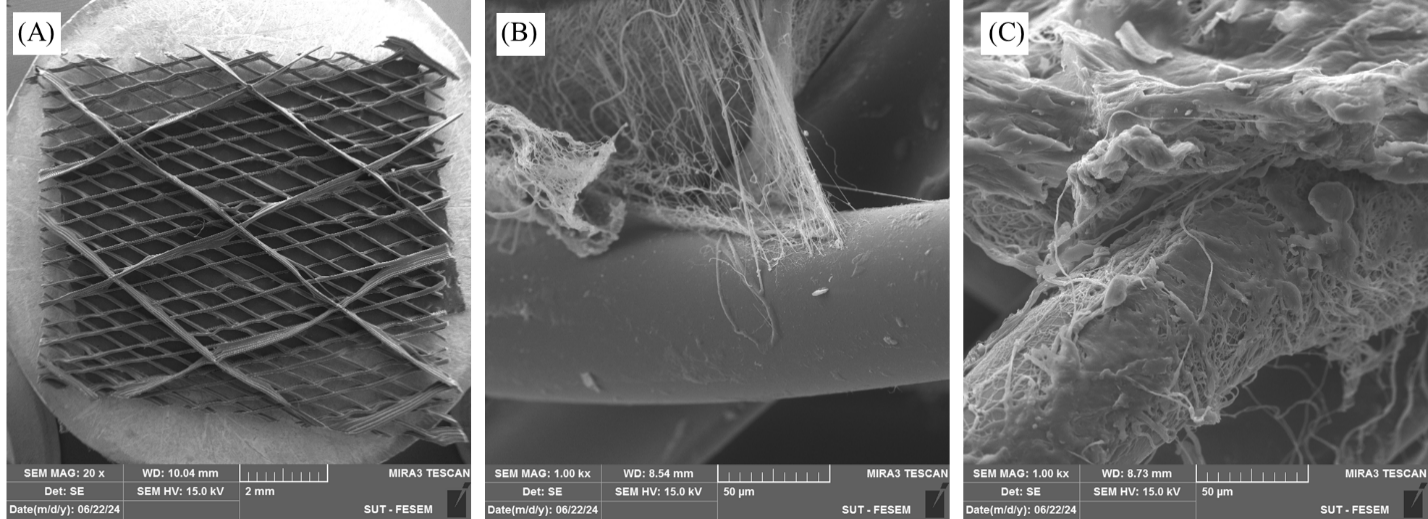 (A)
(B)
(C)
SEM MAG: 20 x WD: 10.04 mm MIRA3 TESCAN
Det: SE SEM HV: 15.0 kV 2 mm
Date(m/d/y): 06/22/24 SUT - FESEM
SEM MAG: 1.00 kx WD: 8.54 mm MIRA3 TESCAN
Det: SE SEM HV: 15.0 kV 50 µm
Date(m/d/y): 06/22/24 SUT - FESEM
SEM MAG: 1.00 kx WD: 8.73 mm MIRA3 TESCAN
Det: SE SEM HV: 15.0 kV 50 µm
Date(m/d/y): 06/22/24 SUT - FESEM